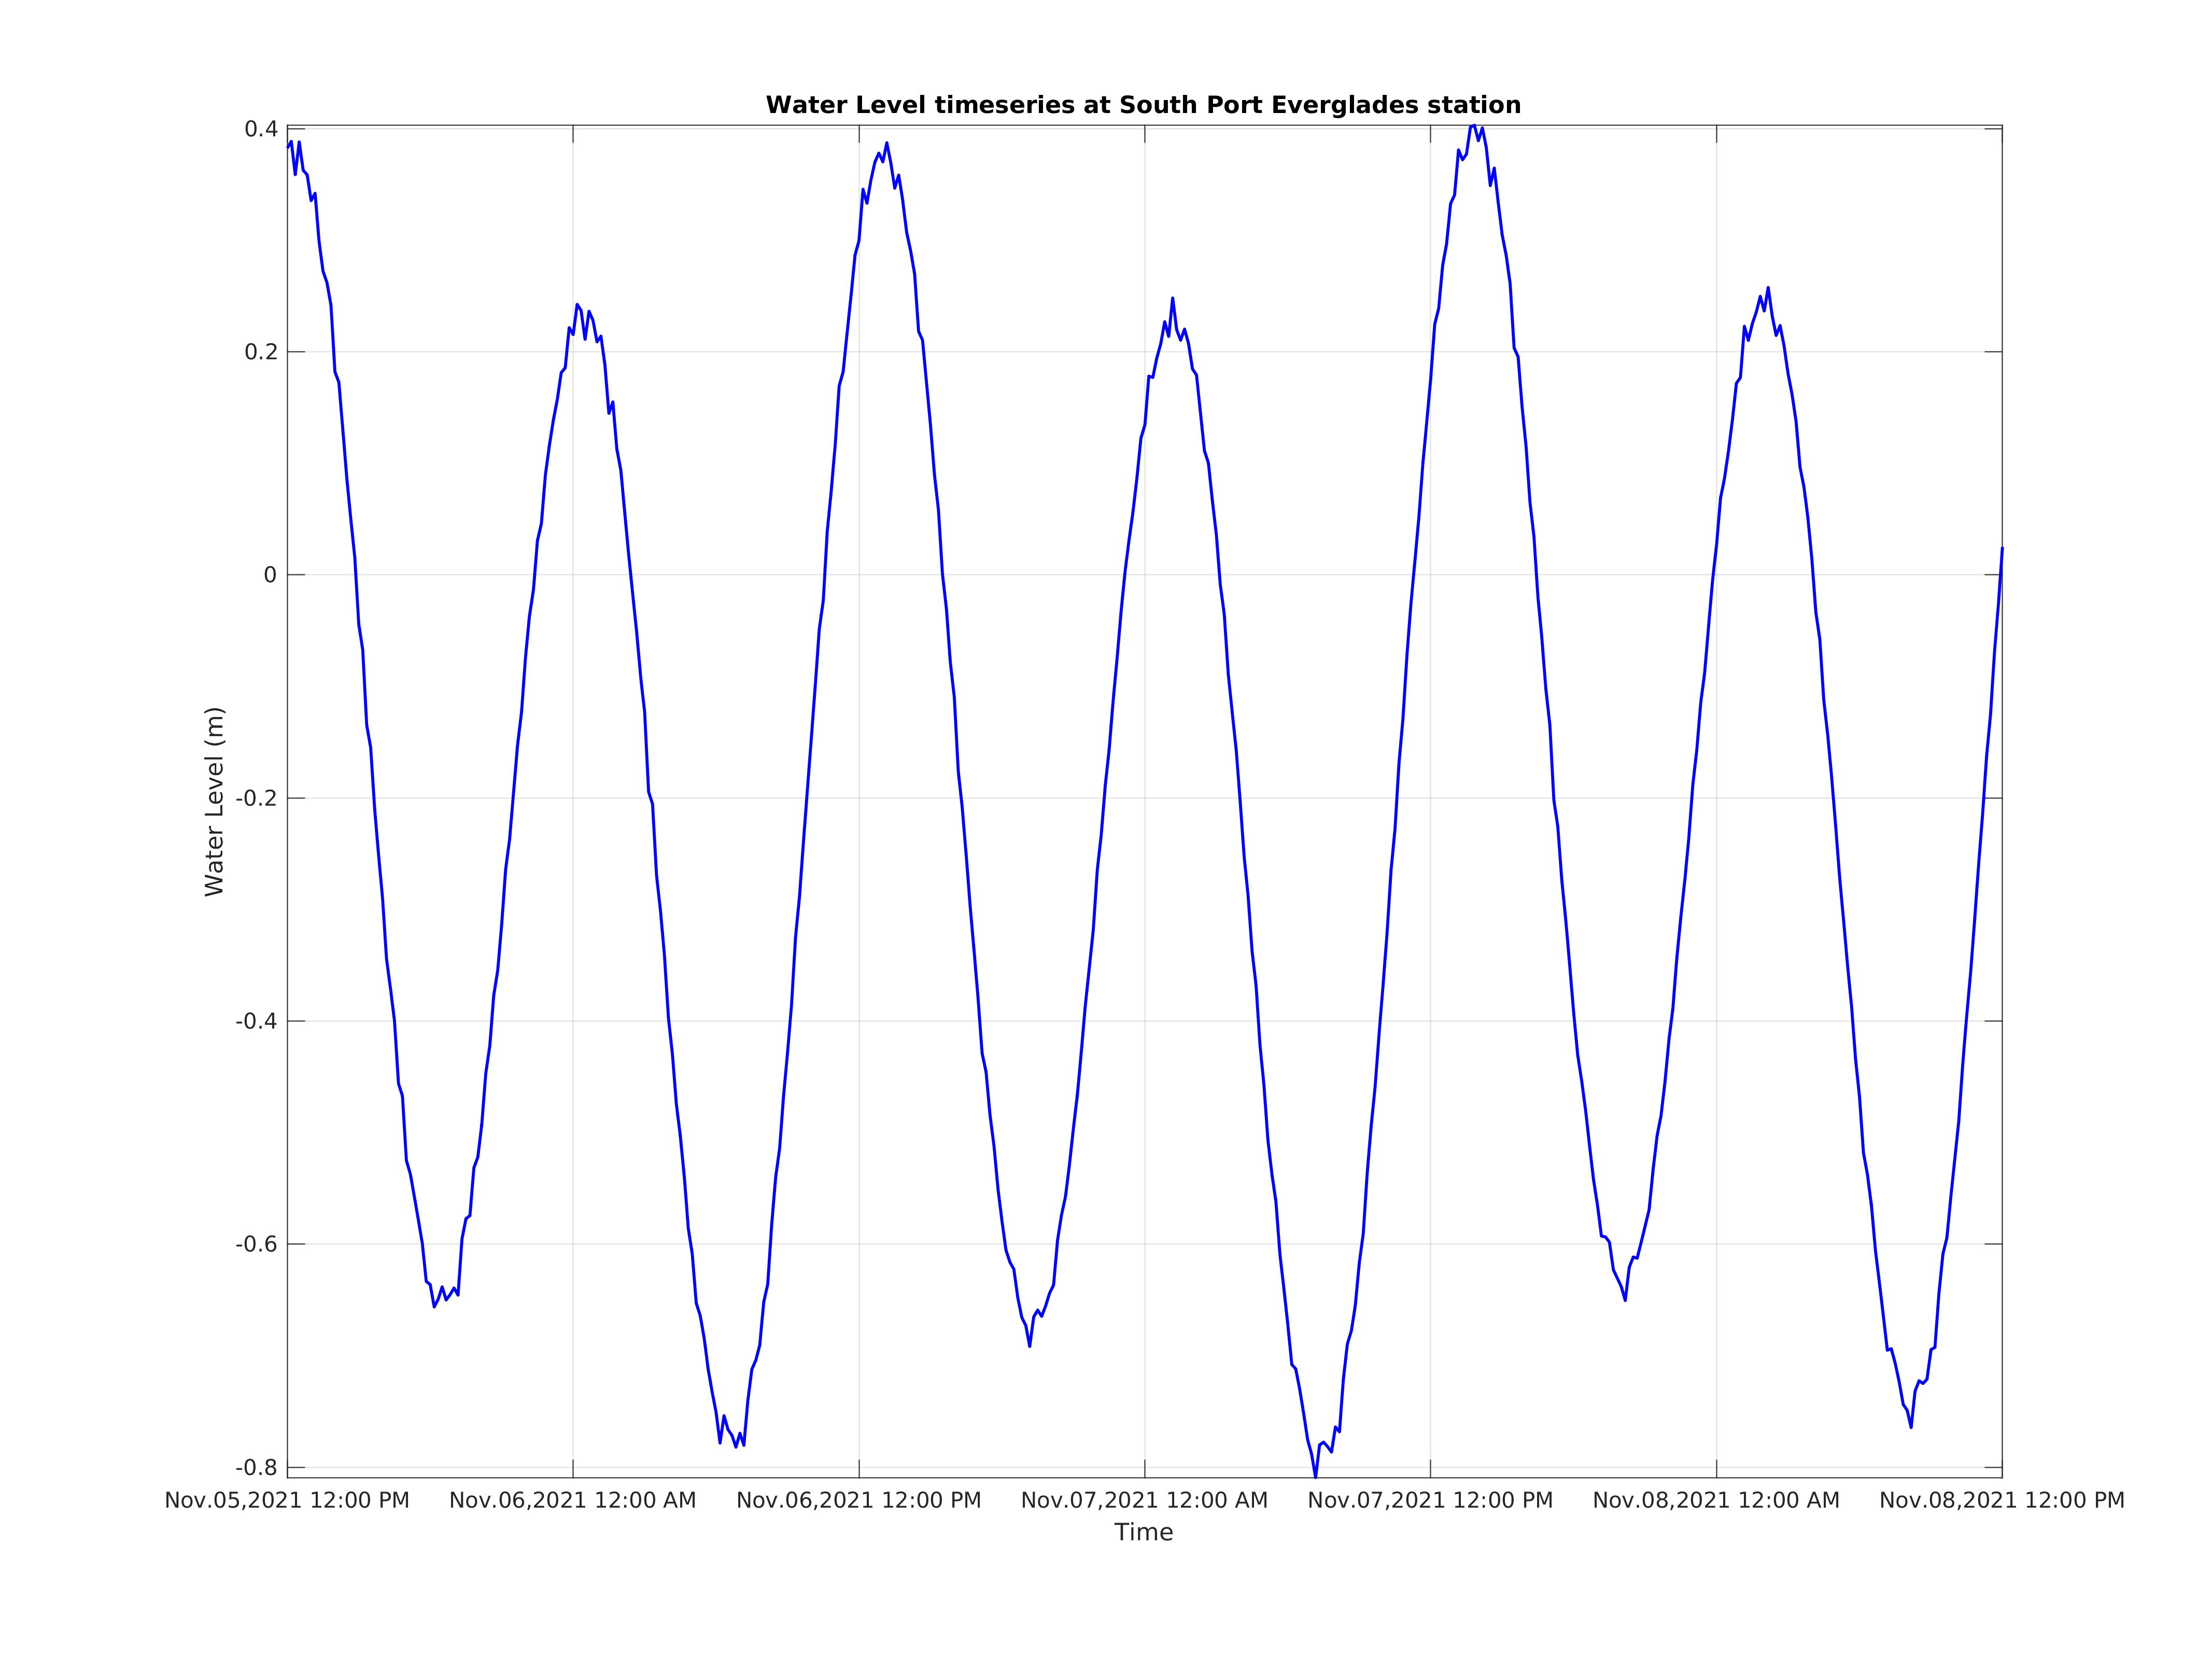 Water Level timeseries at South Port Everglades station
0.4
0.2
0
-0.2
-0.4
-0.6
-0.8
Water Level (m)
Nov.05,2021 12:00 PM Nov.06,2021 12:00 AM Nov.06,2021 12:00 PM Nov.07,2021 12:00 AM Nov.07,2021 12:00 PM Nov.08,2021 12:00 AM Nov.08,2021 12:00 PM
Time